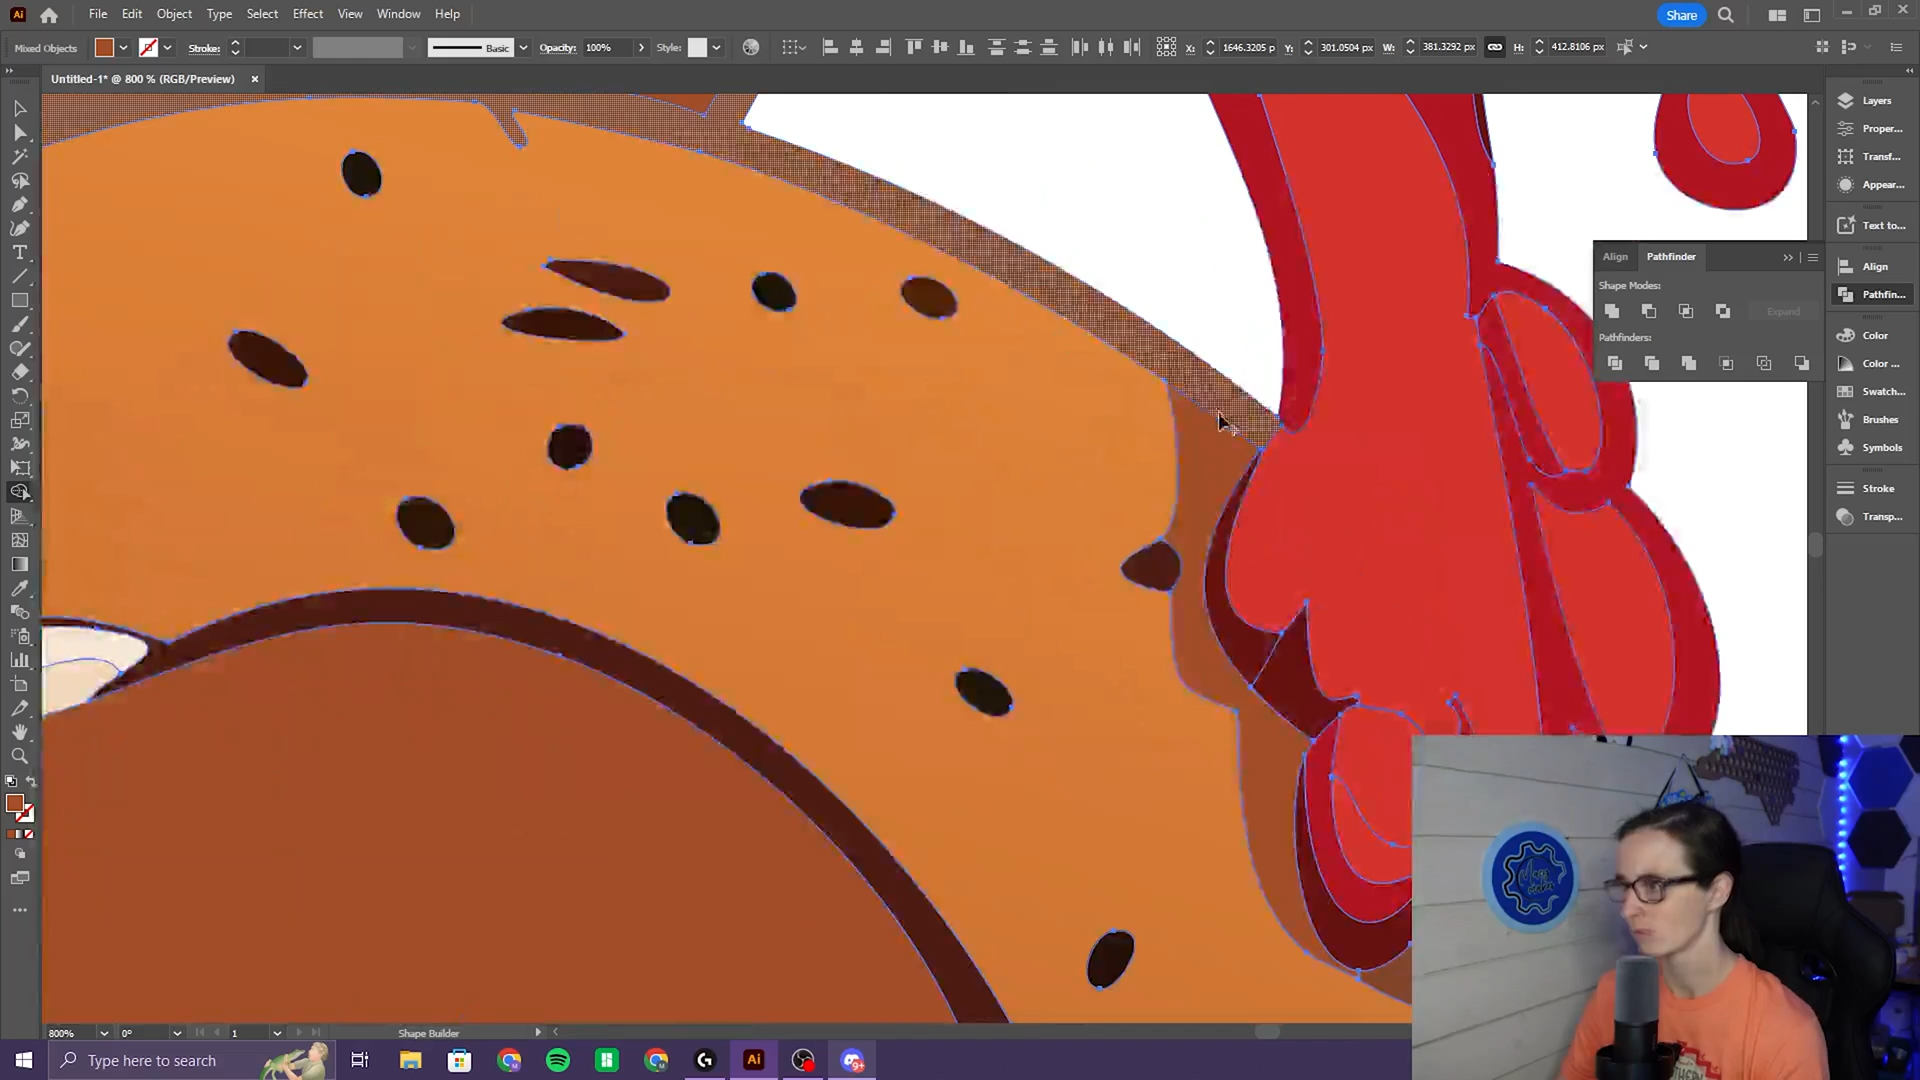 Ai File Edit Object Type Select Effect View Window Help Share
Mixed Objects Stroke: Basic Opacity: 100% Style: X: 1646.3205 p Y: 301.0504 px W: 381.3292 px H: 412.8106 px
Untitled-1* @ 800 % (RGB/Preview) ×
Layers
Proper...
Transf...
Appear...
Text to...
Align Pathfinder
Shape Modes:
Expand
Pathfinders:
Align
Pathfin...
Color
Color ...
Swatch...
Brushes
Symbols
Stroke
Transp...
800% 0° 1 Shape Builder
Type here to search
Ai
9+